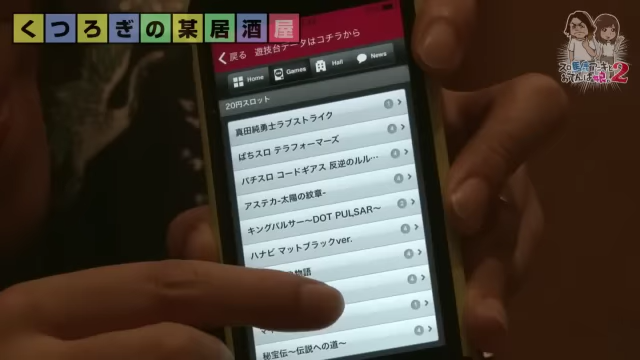 くつろぎの某居酒屋
戻る 遊技台データはコチラから
Home Games Hall News
20円スロット
真田純勇士ラブストライク
ぱちスロ テラフォーマーズ
パチスロ コードギアス 反逆のルル…
アステカ-太陽の紋章-
キングパルサー～DOT PULSAR～
ハナビ マットブラックver.
物語
秘宝伝～伝説への道～
2